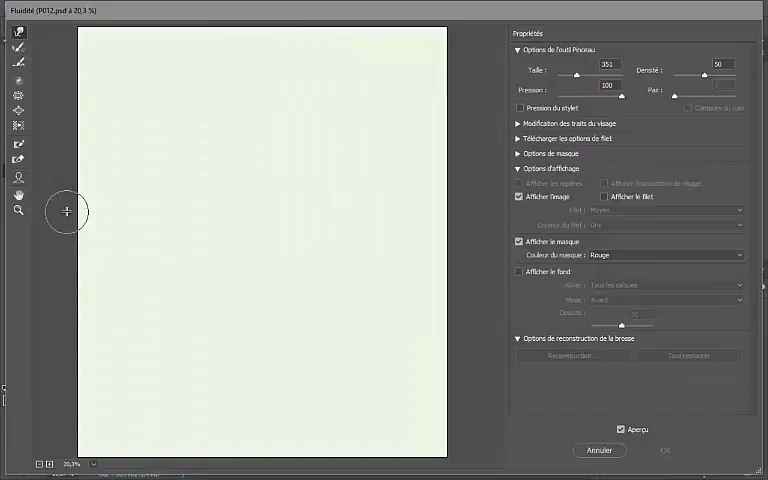 Fluidité (P012.psd à 20,3 %)
Propriétés
Options de l'outil Pinceau
Taille : 351
Densité : 50
Pression : 100
Pas :
Pression du stylet
Contours du coin
Modification des traits du visage
Télécharger les options de filet
Options de masque
Options d'affichage
Afficher les repères
Afficher l'incrustation de visage
Afficher l'image
Afficher le filet
Filet : Moyen
Couleur du filet : Gris
Afficher le masque
Couleur du masque : Rouge
Afficher le fond
Utilisez : Tous les calques
Mode : Avant
Opacité : 50
Options de reconstruction de la brosse
Reconstruction...
Tout restaurer
Aperçu
Annuler
OK
20,3%